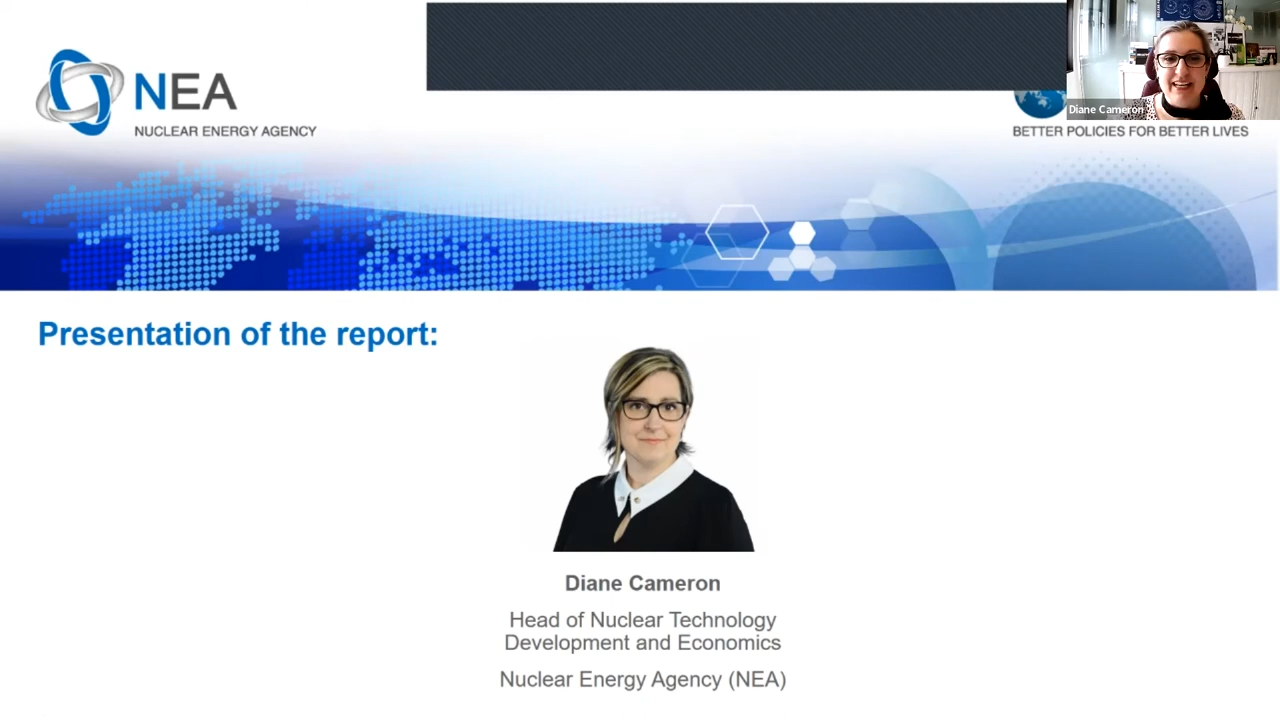 NEA
NUCLEAR ENERGY AGENCY
Diane Cameron
BETTER POLICIES FOR BETTER LIVES
Presentation of the report:
Diane Cameron
Head of Nuclear Technology
Development and Economics
Nuclear Energy Agency (NEA)